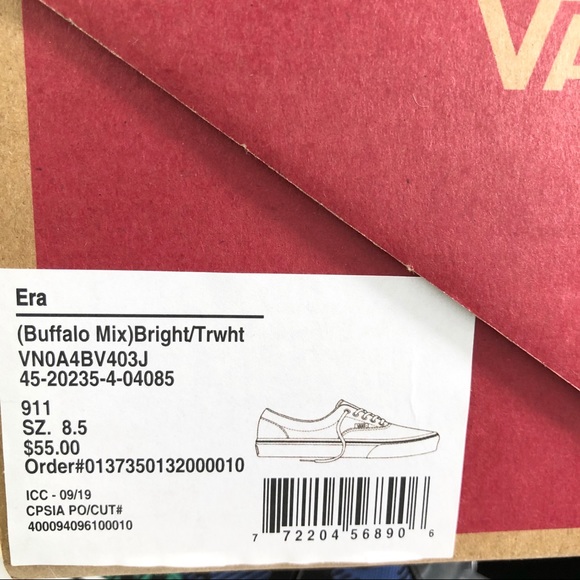 VA
Era
(Buffalo Mix)Bright/Trwht
VN0A4BV403J
45-20235-4-04085
911
SZ. 8.5
$55.00
Order#0137350132000010
ICC - 09/19
CPSIA PO/CUT#
400094096100010
7 72204 56890 6